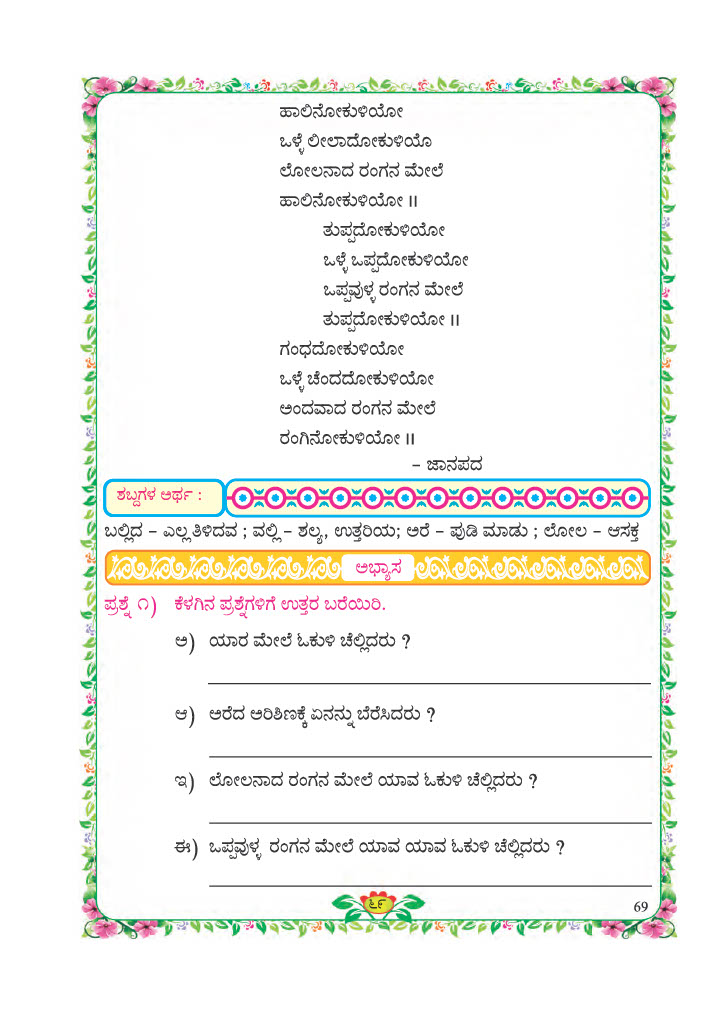 ಹಾಲಿನೋಕುಳಿಯೋ
ಒಳ್ಳೆ ಲೀಲಾದೋಕುಳಿಯೊ
ಲೋಲನಾದ ರಂಗನ ಮೇಲೆ
ಹಾಲಿನೋಕುಳಿಯೋ ॥
ತುಪ್ಪದೋಕುಳಿಯೋ
ಒಳ್ಳೆ ಒಪ್ಪದೋಕುಳಿಯೋ
ಒಪ್ಪವುಳ್ಳ ರಂಗನ ಮೇಲೆ
ತುಪ್ಪದೋಕುಳಿಯೋ ॥
ಗಂಧದೋಕುಳಿಯೋ
ಒಳ್ಳೆ ಚೆಂದದೋಕುಳಿಯೋ
ಅಂದವಾದ ರಂಗನ ಮೇಲೆ
ರಂಗಿನೋಕುಳಿಯೋ ॥
– ಜಾನಪದ
ಶಬ್ದಗಳ ಅರ್ಥ :
ಬಲ್ಲಿದ – ಎಲ್ಲ ತಿಳಿದವ ; ವಲ್ಲಿ – ಶಲ್ಯ, ಉತ್ತರಿಯ; ಅರೆ – ಪುಡಿ ಮಾಡು ; ಲೋಲ – ಆಸಕ್ತ
ಅಭ್ಯಾಸ
ಪ್ರಶ್ನೆ ೧) ಕೆಳಗಿನ ಪ್ರಶ್ನೆಗಳಿಗೆ ಉತ್ತರ ಬರೆಯಿರಿ.
ಅ) ಯಾರ ಮೇಲೆ ಓಕುಳಿ ಚೆಲ್ಲಿದರು ?
ಆ) ಅರೆದ ಅರಿಶಿಣಕ್ಕೆ ಏನನ್ನು ಬೆರೆಸಿದರು ?
ಇ) ಲೋಲನಾದ ರಂಗನ ಮೇಲೆ ಯಾವ ಓಕುಳಿ ಚೆಲ್ಲಿದರು ?
ಈ) ಒಪ್ಪವುಳ್ಳ ರಂಗನ ಮೇಲೆ ಯಾವ ಯಾವ ಓಕುಳಿ ಚೆಲ್ಲಿದರು ?
೬೯
69